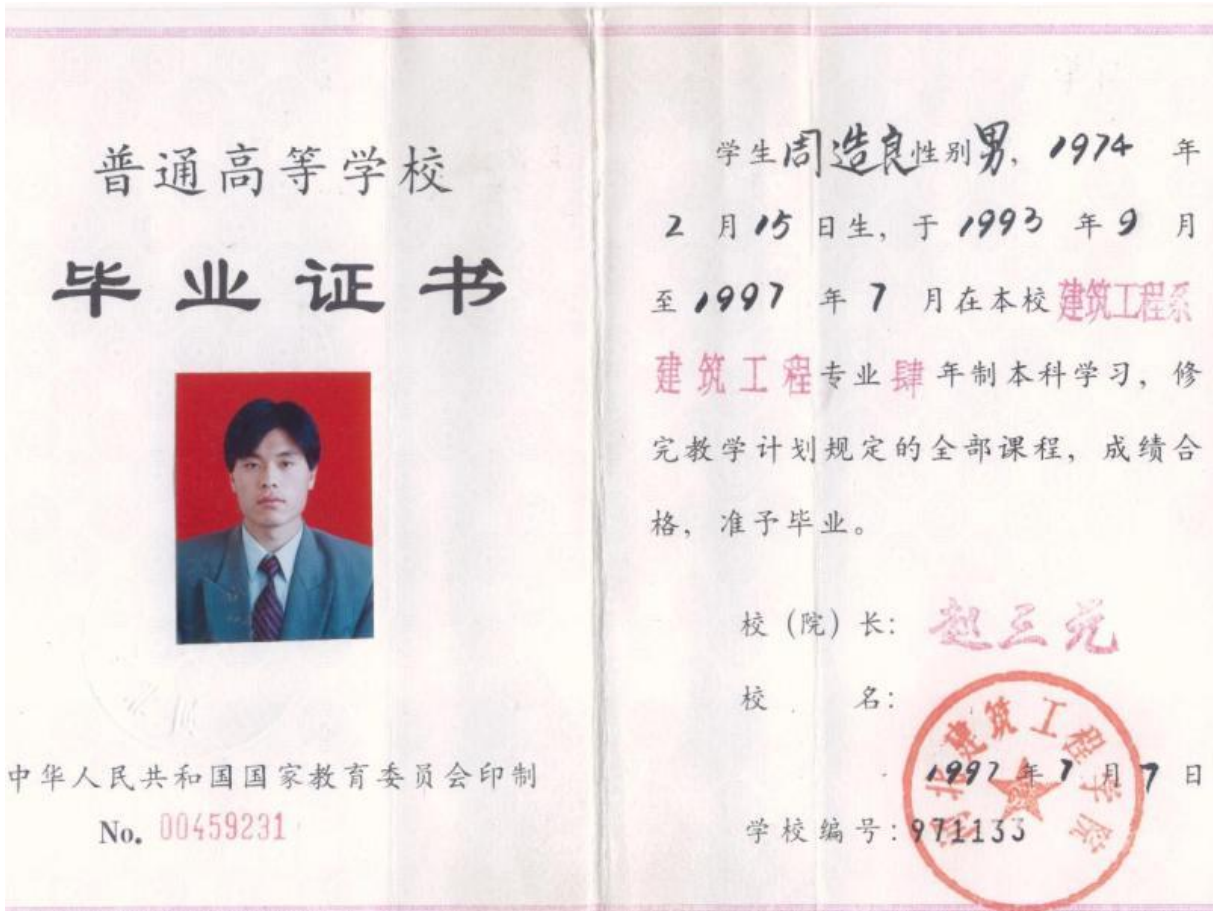 普通高等学校
毕业证书
中华人民共和国国家教育委员会印制
No. 00459231
学生周造良性别男, 1974 年
2 月 15 日生, 于 1993 年 9 月
至 1997 年 7 月在本校建筑工程系
建筑工程专业肆年制本科学习, 修
完教学计划规定的全部课程, 成绩合
格, 准予毕业。
校 (院) 长: 赵三元
校 名:
建筑工程学院
1997 年 7 月 7 日
学校编号: 971133